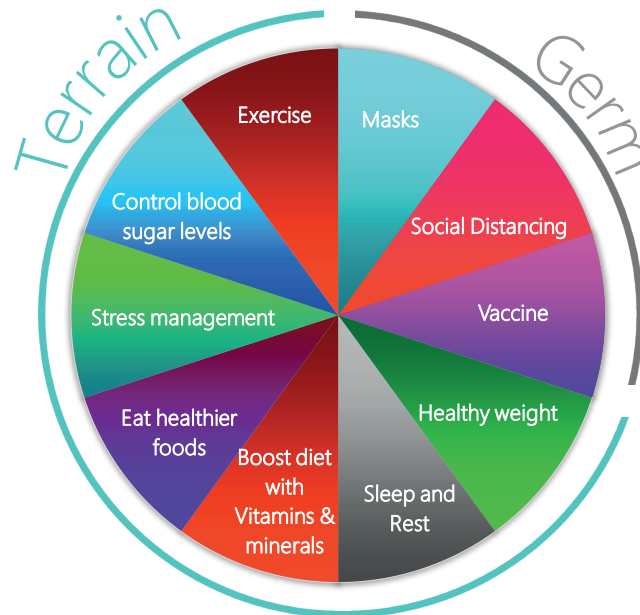 Terrain
Germ
Exercise
Masks
Control blood
sugar levels
Social Distancing
Stress management
Vaccine
Eat healthier
foods
Healthy weight
Boost diet
with
Vitamins &
minerals
Sleep and
Rest